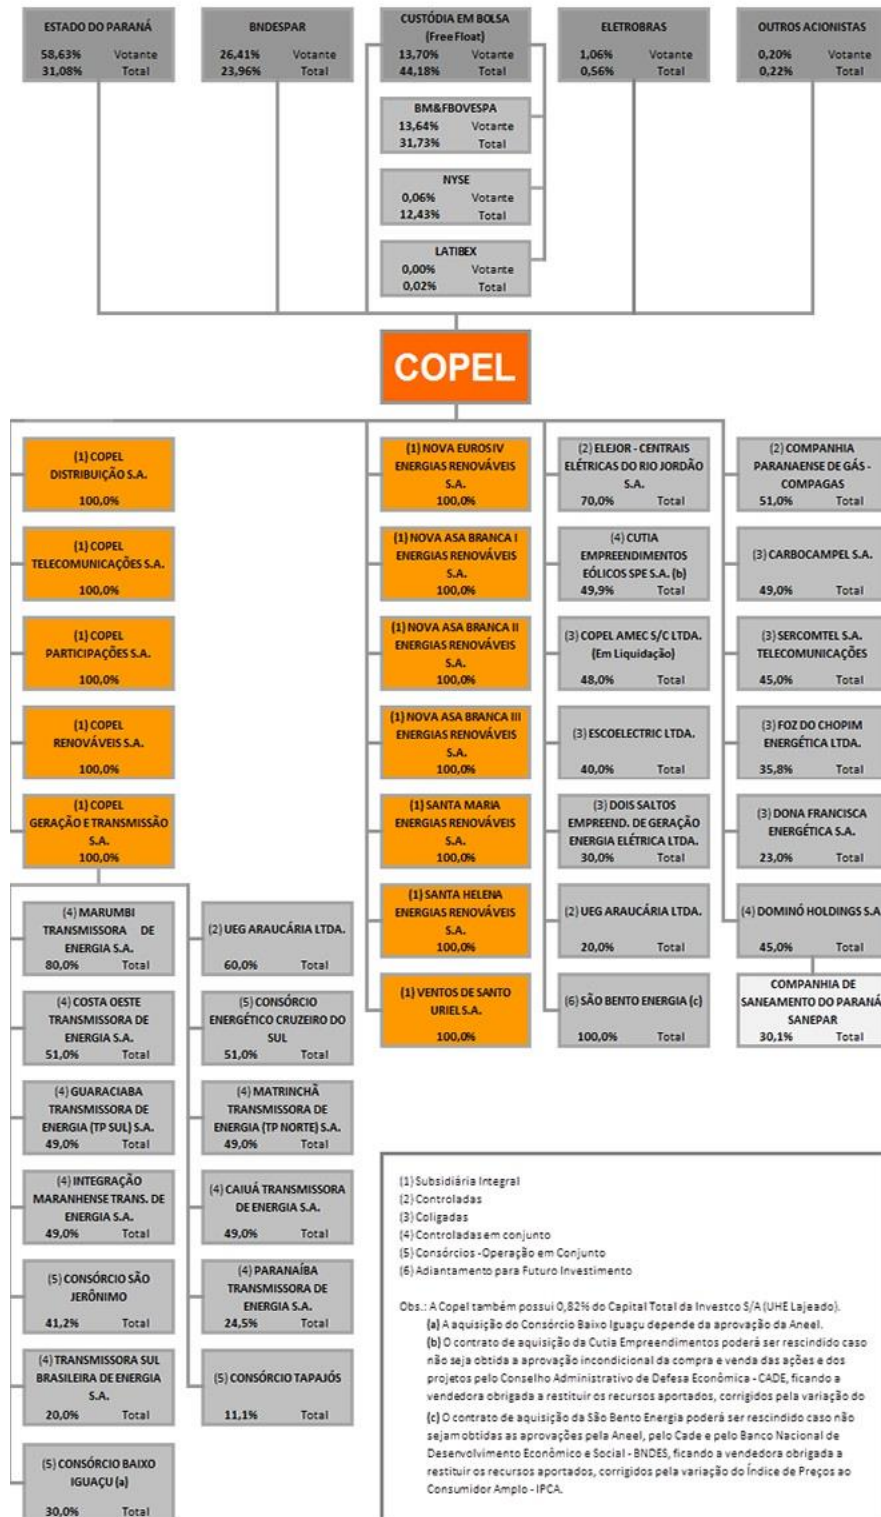 ESTADO DO PARANÁ
58,63% Votante
31,08% Total
BNDESPAR
26,41% Votante
23,96% Total
CUSTÓDIA EM BOLSA
(Free Float)
13,70% Votante
44,18% Total
ELETROBRAS
1,06% Votante
0,56% Total
OUTROS ACIONISTAS
0,20% Votante
0,22% Total
BM&FBOVESPA
13,64% Votante
31,73% Total
NYSE
0,06% Votante
12,43% Total
LATIBEX
0,00% Votante
0,02% Total
COPEL
(1) COPEL
DISTRIBUIÇÃO S.A.
100,0%
(1) COPEL
TELECOMUNICAÇÕES S.A.
100,0%
(1) COPEL
PARTICIPAÇÕES S.A.
100,0%
(1) COPEL
RENOVÁVEIS S.A.
100,0%
(1) COPEL
GERAÇÃO E TRANSMISSÃO
S.A.
100,0%
(1) NOVA EUROS IV
ENERGIAS RENOVÁVEIS
S.A.
100,0%
(1) NOVA ASA BRANCA I
ENERGIAS RENOVÁVEIS
S.A.
100,0%
(1) NOVA ASA BRANCA II
ENERGIAS RENOVÁVEIS
S.A.
100,0%
(1) NOVA ASA BRANCA III
ENERGIAS RENOVÁVEIS
S.A.
100,0%
(1) SANTA MARIA
ENERGIAS RENOVÁVEIS
S.A.
100,0%
(1) SANTA HELENA
ENERGIAS RENOVÁVEIS
S.A.
100,0%
(1) VENTOS DE SANTO
URIEL S.A.
100,0%
(2) ELEJOR - CENTRAIS
ELÉTRICAS DO RIO JORDÃO
S.A.
70,0% Total
(4) CUTIA
EMPREENDIMENTOS
EÓLICOS SPE S.A. (b)
49,9% Total
(3) COPEL AMEC S/C LTDA.
(Em Liquidação)
48,0% Total
(3) ESCOELECTRIC LTDA.
40,0% Total
(3) DOIS SALTOS
EMPREEND. DE GERAÇÃO
ENERGIA ELÉTRICA LTDA.
30,0% Total
(2) UEG ARAUCÁRIA LTDA.
20,0% Total
(6) SÃO BENTO ENERGIA (c)
100,0% Total
(2) COMPANHIA
PARANAENSE DE GÁS -
COMPAGAS
51,0% Total
(3) CARBOCAMPEL S.A.
49,0% Total
(3) SERCOMTEL S.A.
TELECOMUNICAÇÕES
45,0% Total
(3) FOZ DO CHOPIM
ENERGÉTICA LTDA.
35,8% Total
(3) DONA FRANCISCA
ENERGÉTICA S.A.
23,0% Total
(4) DOMINÓ HOLDINGS S.A
45,0% Total
COMPANHIA DE
SANEAMENTO DO PARANÁ
SANEPAR
30,1% Total
(4) MARUMBI
TRANSMISSORA DE
ENERGIA S.A.
80,0% Total
(4) COSTA OESTE
TRANSMISSORA DE
ENERGIA S.A.
51,0% Total
(4) GUARACIABA
TRANSMISSORA DE
ENERGIA (TP SUL) S.A.
49,0% Total
(4) INTEGRAÇÃO
MARANHENSE TRANS. DE
ENERGIA S.A.
49,0% Total
(5) CONSÓRCIO SÃO
JERÔNIMO
41,2% Total
(4) TRANSMISSORA SUL
BRASILEIRA DE ENERGIA
S.A.
20,0% Total
(5) CONSÓRCIO BAIXO
IGUAÇU (a)
30,0% Total
(2) UEG ARAUCÁRIA LTDA.
60,0% Total
(5) CONSÓRCIO
ENERGÉTICO CRUZEIRO DO
SUL
51,0% Total
(4) MATRINCHÃ
TRANSMISSORA DE
ENERGIA (TP NORTE) S.A.
49,0% Total
(4) CAIUÁ TRANSMISSORA
DE ENERGIA S.A.
49,0% Total
(4) PARANAÍBA
TRANSMISSORA DE
ENERGIA S.A.
24,5% Total
(5) CONSÓRCIO TAPAJÓS
11,1% Total
(1) Subsidiária Integral
(2) Controladas
(3) Coligadas
(4) Controladas em conjunto
(5) Consórcios - Operação em Conjunto
(6) Adiantamento para Futuro Investimento
Obs.: A Copel também possui 0,82% do Capital Total da Investco S/A (UHE Lajeado).
(a) A aquisição do Consórcio Baixo Iguaçu depende da aprovação da Aneel.
(b) O contrato de aquisição da Cutia Empreendimentos poderá ser rescindido caso
não seja obtida a aprovação incondicional da compra e venda das ações e dos
projetos pelo Conselho Administrativo de Defesa Econômica - CADE, ficando a
vendedora obrigada a restituir os recursos aportados, corrigidos pela variação do
(c) O contrato de aquisição da São Bento Energia poderá ser rescindido caso não
sejam obtidas as aprovações pela Aneel, pelo Cade e pelo Banco Nacional de
Desenvolvimento Econômico e Social - BNDES, ficando a vendedora obrigada a
restituir os recursos aportados, corrigidos pela variação do Índice de Preços ao
Consumidor Amplo - IPCA.